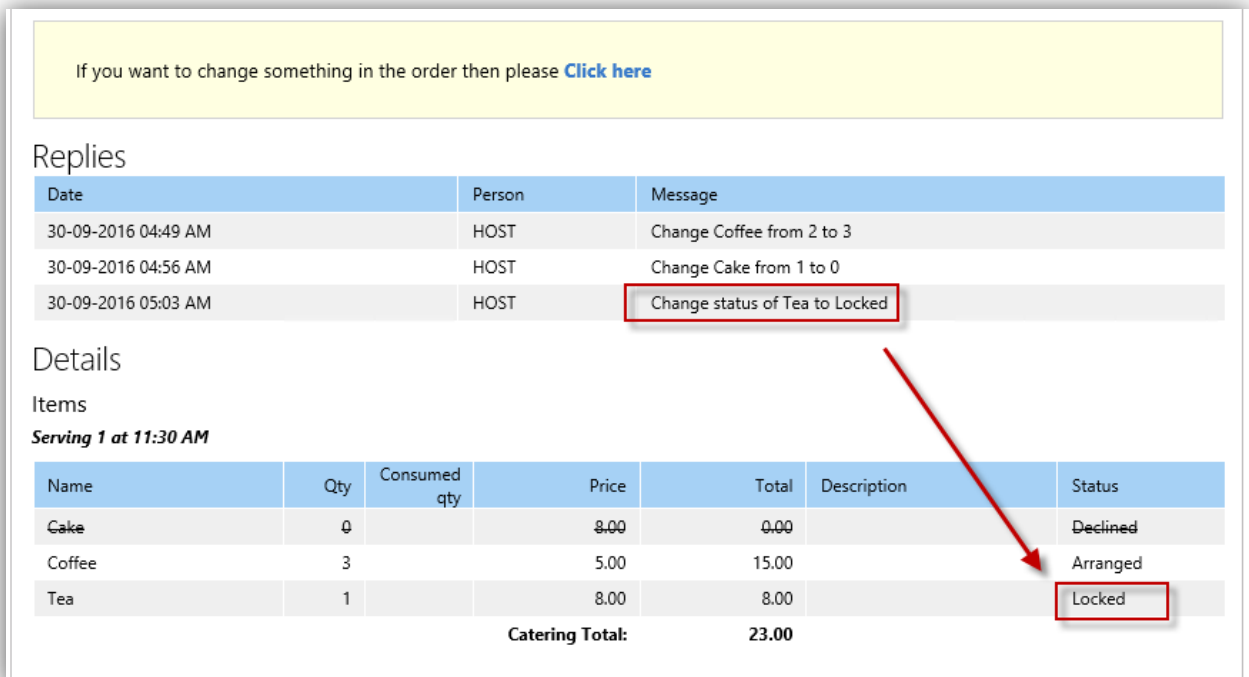 If you want to change something in the order then please Click here
Replies
Date Person Message
30-09-2016 04:49 AM HOST Change Coffee from 2 to 3
30-09-2016 04:56 AM HOST Change Cake from 1 to 0
30-09-2016 05:03 AM HOST Change status of Tea to Locked
Details
Items
Serving 1 at 11:30 AM
Name Qty Consumed qty Price Total Description Status
Cake 0 8.00 0.00 Declined
Coffee 3 5.00 15.00 Arranged
Tea 1 8.00 8.00 Locked
Catering Total: 23.00